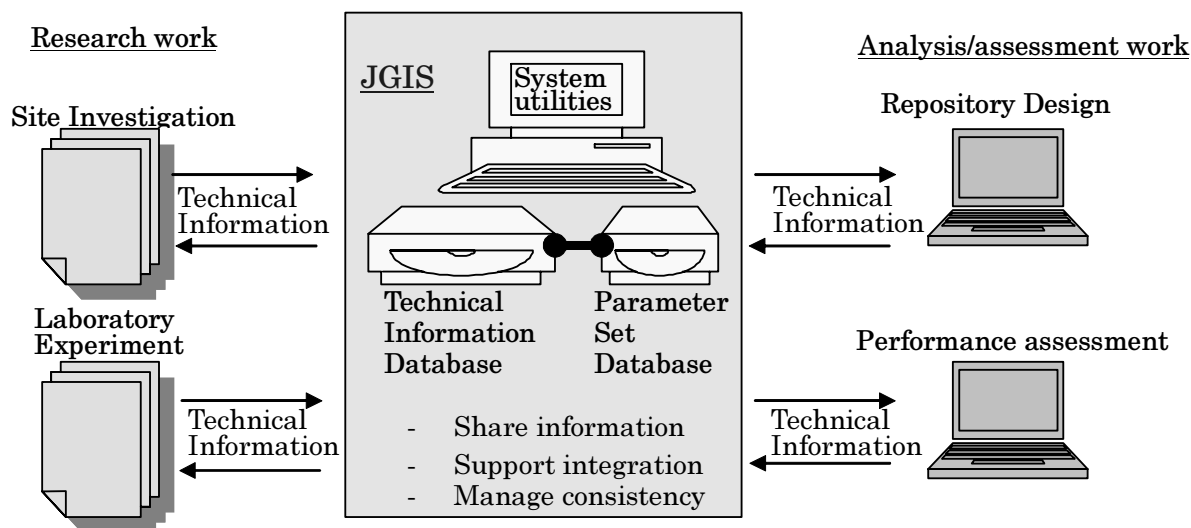 Research work
Site Investigation
Technical
Information
Laboratory
Experiment
Technical
Information
JGIS
System
utilities
Technical
Information
Database
Parameter
Set
Database
- Share information
- Support integration
- Manage consistency
Analysis/assessment work
Repository Design
Technical
Information
Performance assessment
Technical
Information